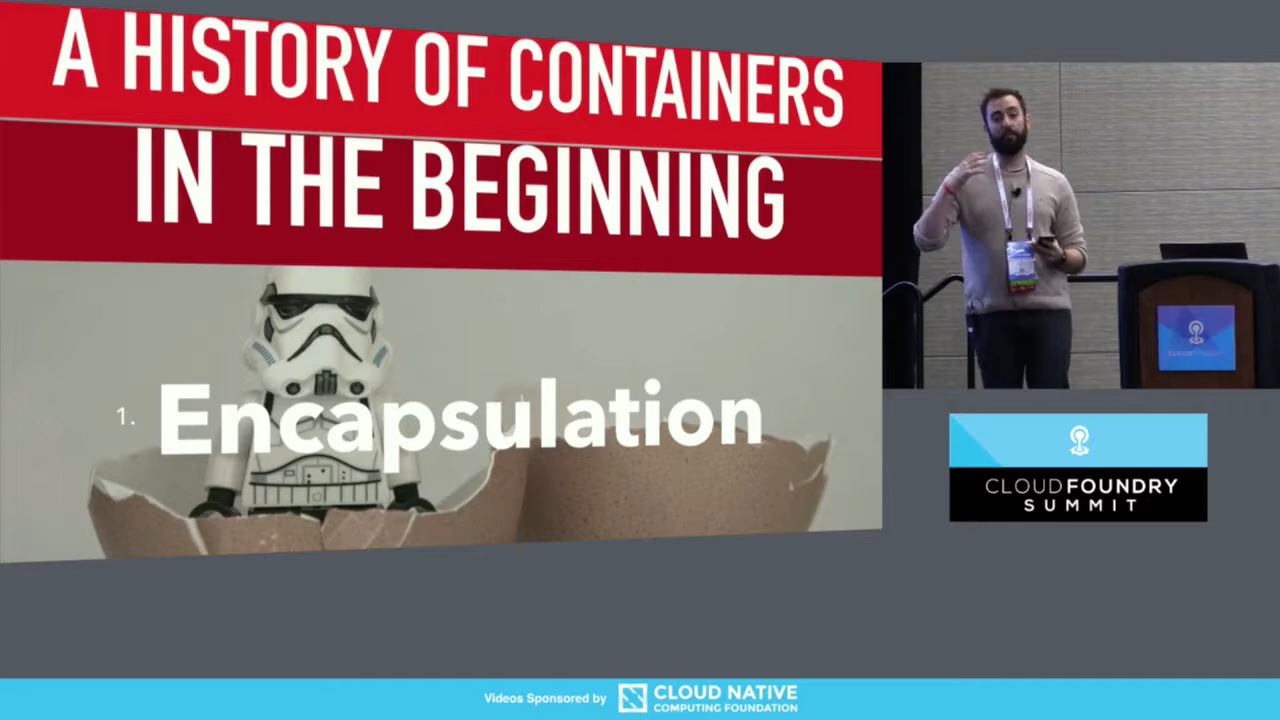 A HISTORY OF CONTAINERS
IN THE BEGINNING
1. Encapsulation
CLOUDFOUNDRY
SUMMIT
Videos Sponsored by
CLOUD NATIVE
COMPUTING FOUNDATION